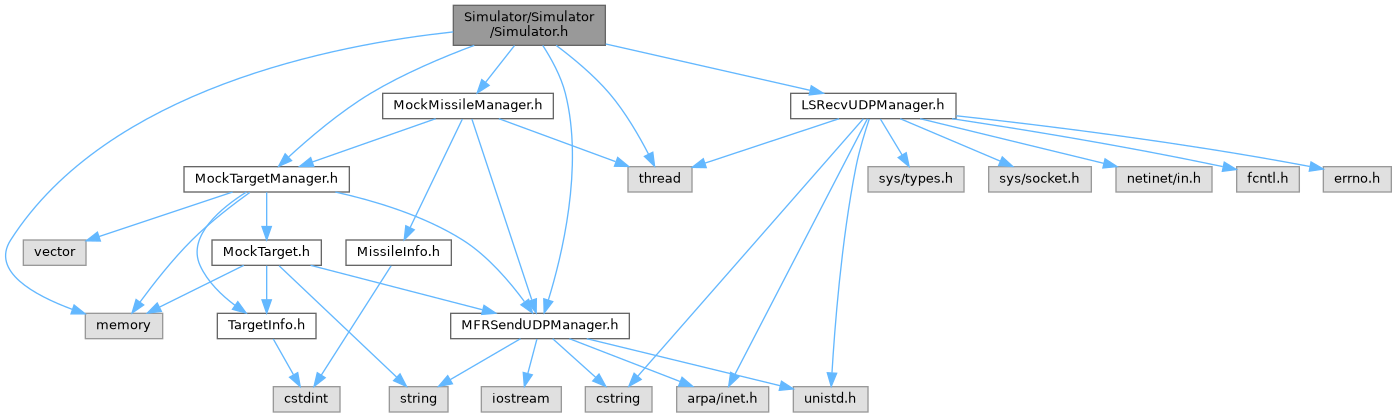 Simulator/Simulator
/Simulator.h
MockMissileManager.h
LSRecvUDPManager.h
MockTargetManager.h
thread
sys/types.h
sys/socket.h
netinet/in.h
fcntl.h
errno.h
vector
MockTarget.h
MissileInfo.h
memory
TargetInfo.h
MFRSendUDPManager.h
cstdint
string
iostream
cstring
arpa/inet.h
unistd.h